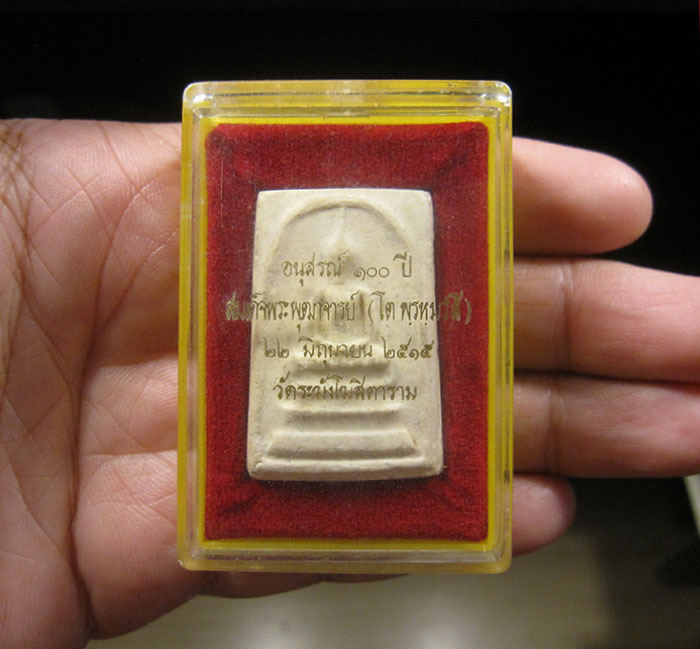 อนุสรณ์ ๑๐๐ ปี
สมเด็จพระพุฒาจารย์ (โต พฺรหฺมรํสี)
๒๒ มิถุนายน ๒๕๑๕
วัดระฆังโฆสิตาราม